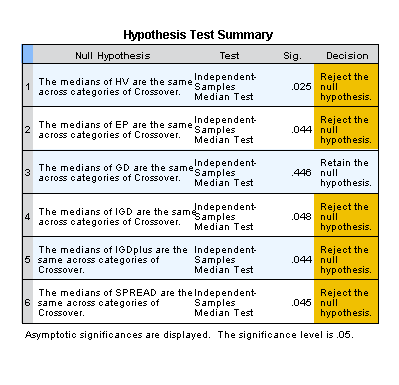 Hypothesis Test Summary
Null Hypothesis Test Sig. Decision
1 The medians of HV are the same across categories of Crossover. Independent-Samples Median Test .025 Reject the null hypothesis.
2 The medians of EP are the same across categories of Crossover. Independent-Samples Median Test .044 Reject the null hypothesis.
3 The medians of GD are the same across categories of Crossover. Independent-Samples Median Test .446 Retain the null hypothesis.
4 The medians of IGD are the same across categories of Crossover. Independent-Samples Median Test .048 Reject the null hypothesis.
5 The medians of IGDplus are the same across categories of Crossover. Independent-Samples Median Test .044 Reject the null hypothesis.
6 The medians of SPREAD are the same across categories of Crossover. Independent-Samples Median Test .045 Reject the null hypothesis.
Asymptotic significances are displayed. The significance level is .05.